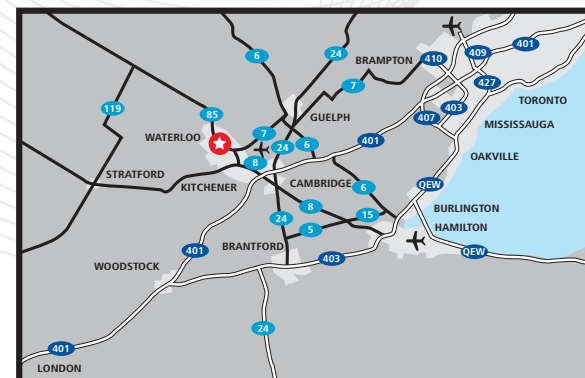 401
409
6
24
BRAMPTON
410
7
427
TORONTO
119
85
GUELPH
407
403
MISSISSAUGA
WATERLOO
7
24
6
401
OAKVILLE
8
STRATFORD
KITCHENER
CAMBRIDGE
6
QEW
8
15
BURLINGTON
24
5
HAMILTON
BRANTFORD
401
403
QEW
WOODSTOCK
24
401
LONDON